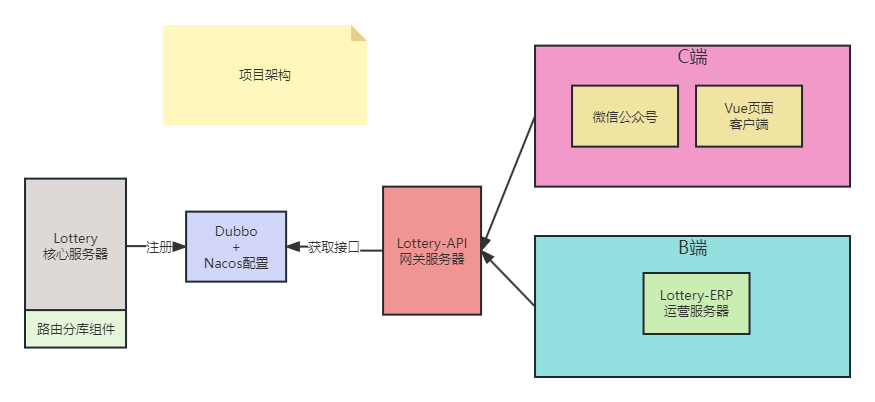 项目架构
C端
微信公众号
Vue页面
客户端
Lottery
核心服务器
路由分库组件
注册
Dubbo
+
Nacos配置
获取接口
Lottery-API
网关服务器
B端
Lottery-ERP
运营服务器